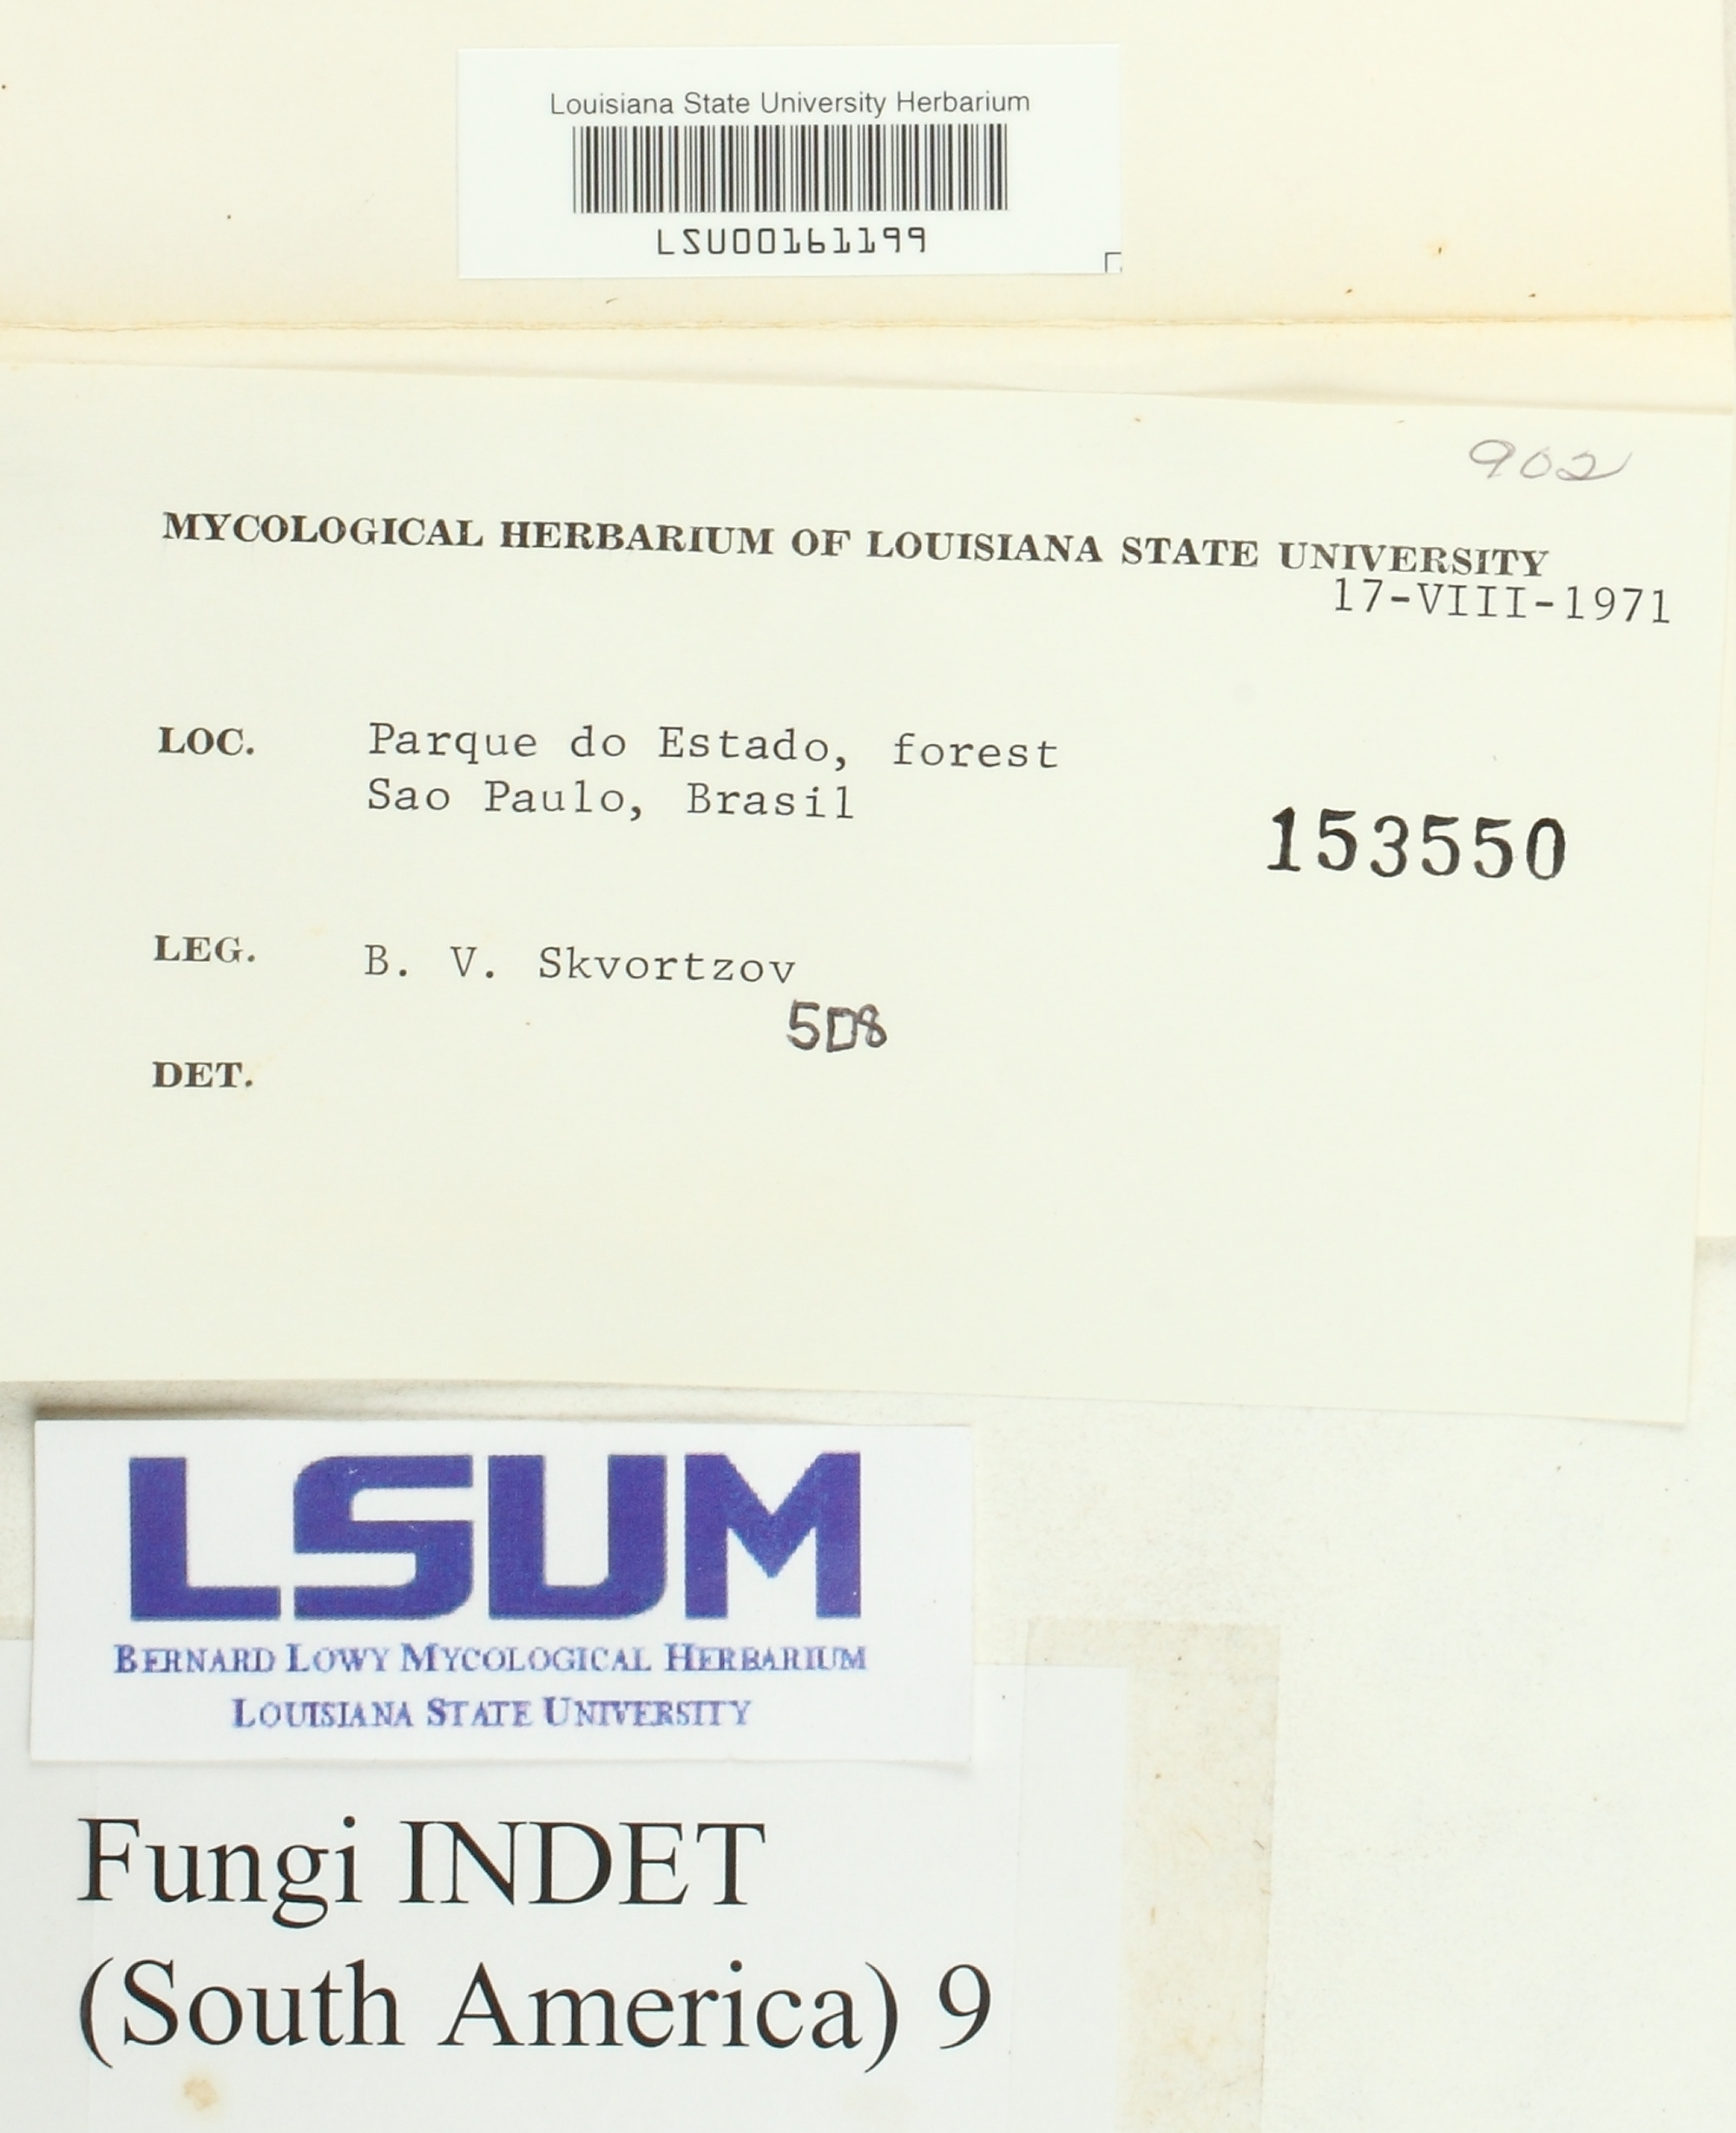 Louisiana State University Herbarium
LSU00161199
902
MYCOLOGICAL HERBARIUM OF LOUISIANA STATE UNIVERSITY
17-VIII-1971
LOC. Parque do Estado, forest
Sao Paulo, Brasil
153550
LEG. B. V. Skvortzov
5D8
DET.
LSUM
BERNARD LOWY MYCOLOGICAL HERBARIUM
LOUISIANA STATE UNIVERSITY
Fungi INDET
(South America) 9